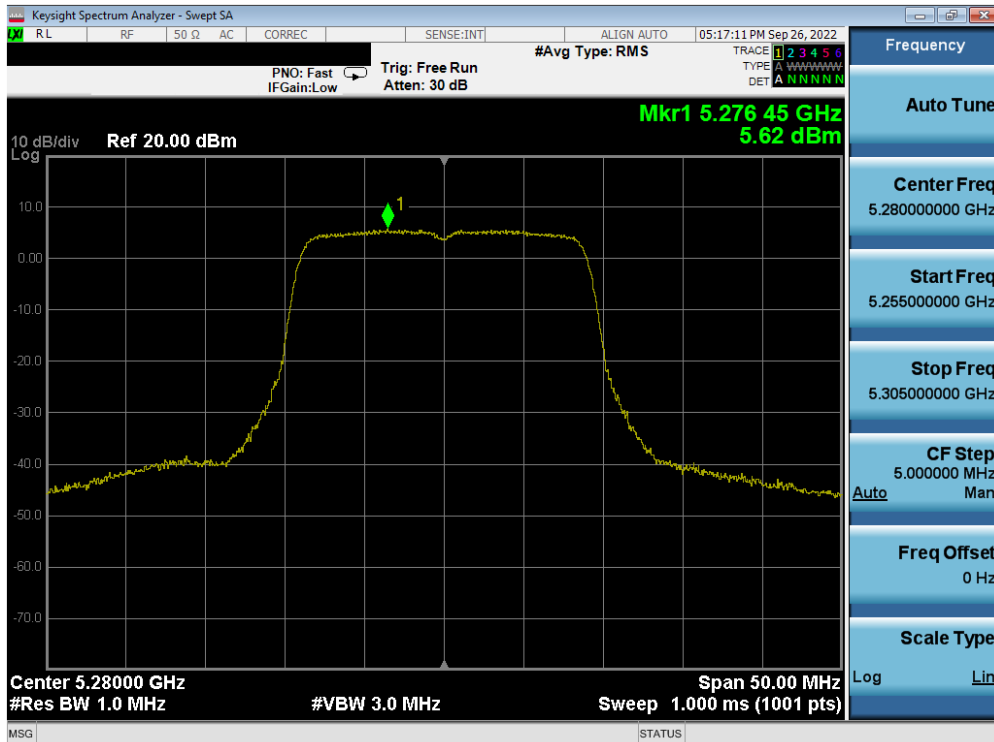 Keysight Spectrum Analyzer - Swept SA
LXI RL RF 50 Ω AC CORREC SENSE:INT ALIGN AUTO 05:17:11 PM Sep 26, 2022
PNO: Fast
IFGain:Low
Trig: Free Run
Atten: 30 dB
#Avg Type: RMS
TRACE 1 2 3 4 5 6
TYPE A WWWWW
DET A N N N N N
Mkr1 5.276 45 GHz
5.62 dBm
10 dB/div
Log
Ref 20.00 dBm
1
10.0
0.00
-10.0
-20.0
-30.0
-40.0
-50.0
-60.0
-70.0
Center 5.28000 GHz
#Res BW 1.0 MHz
#VBW 3.0 MHz
Span 50.00 MHz
Sweep 1.000 ms (1001 pts)
MSG
STATUS
Frequency
Auto Tune
Center Freq
5.280000000 GHz
Start Freq
5.255000000 GHz
Stop Freq
5.305000000 GHz
CF Step
5.000000 MHz
Auto Man
Freq Offset
0 Hz
Scale Type
Log Lin